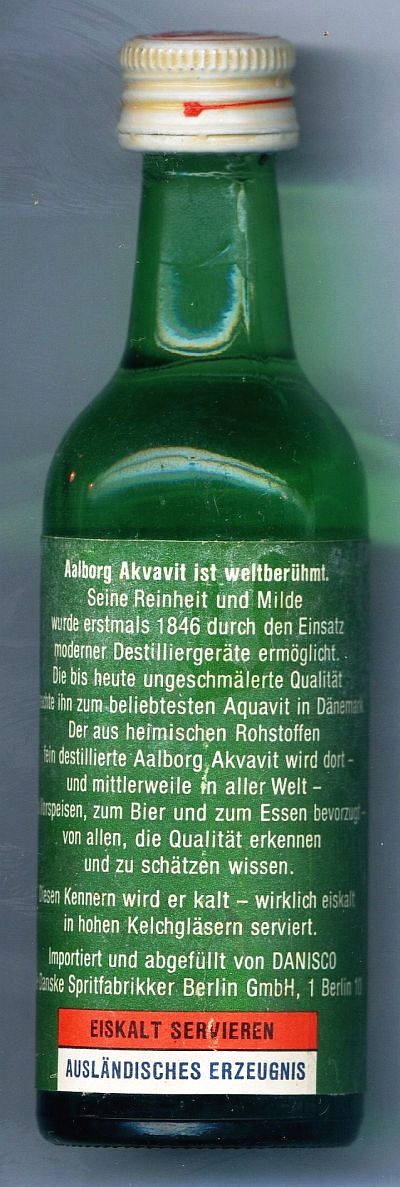 Aalborg Akvavit ist weltberühmt.
Seine Reinheit und Milde
wurde erstmals 1846 durch den Einsatz
moderner Destilliergeräte ermöglicht.
Die bis heute ungeschmälerte Qualität
ihn zum beliebtesten Aquavit in Dänemark
Der aus heimischen Rohstoffen
fein destillierte Aalborg Akvavit wird dort –
und mittlerweile in aller Welt –
Vorspeisen, zum Bier und zum Essen bevorzugt –
von allen, die Qualität erkennen
und zu schätzen wissen.
Diesen Kennern wird er kalt – wirklich eiskalt
in hohen Kelchgläsern serviert.
Importiert und abgefüllt von DANISCO
Danske Spritfabrikker Berlin GmbH, 1 Berlin 10
EISKALT SERVIEREN
AUSLÄNDISCHES ERZEUGNIS